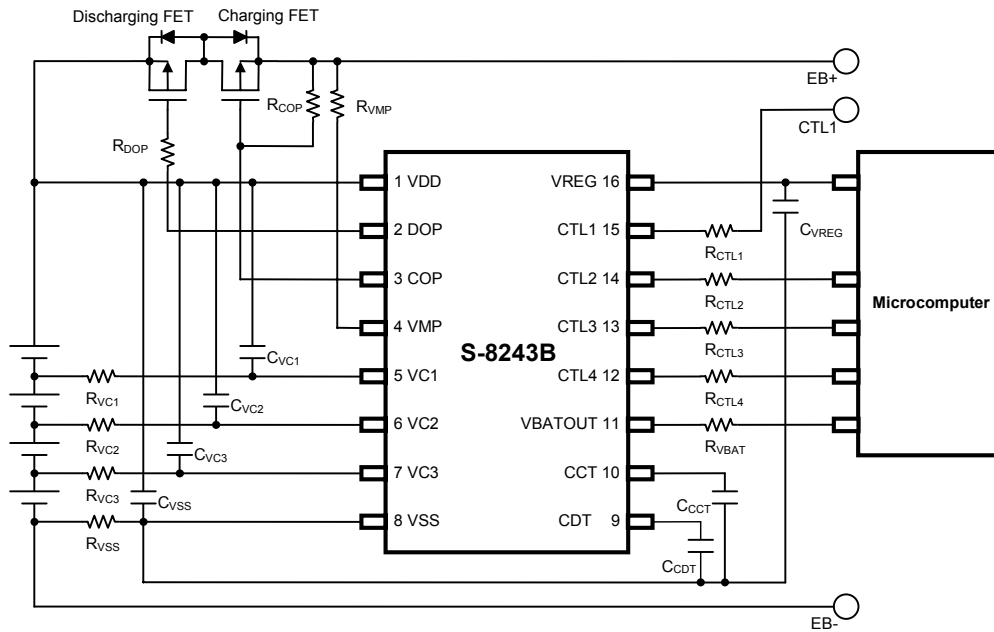 Discharging FET
Charging FET
EB+
RCOP
RVMP
CTL1
RDOP
1 VDD
VREG 16
2 DOP
CTL1 15
CVREG
RCTL1
3 COP
CTL2 14
Microcomputer
RCTL2
4 VMP
CTL3 13
S-8243B
RCTL3
CVC1
5 VC1
CTL4 12
RVC1
RCTL4
CVC2
6 VC2
VBATOUT 11
RVC2
RVBAT
CVC3
7 VC3
CCT 10
RVC3
CVSS
CCCT
8 VSS
CDT 9
RVSS
CCDT
EB-